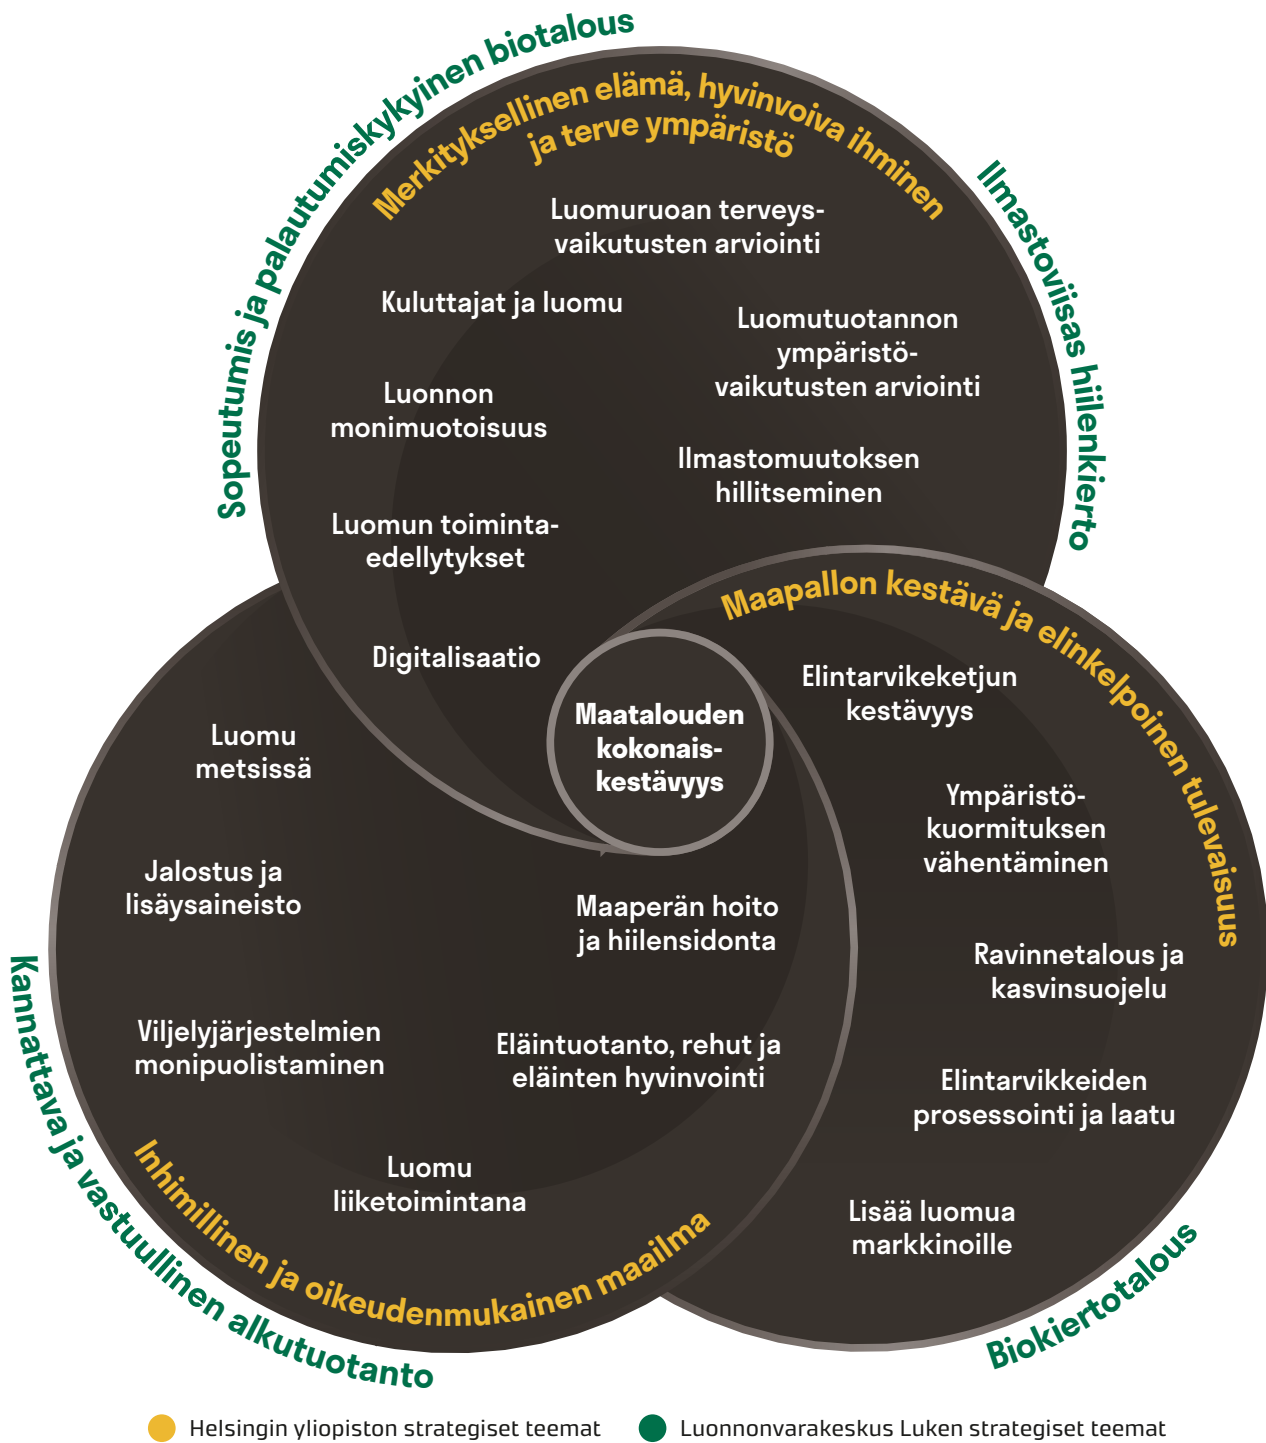 Sopeutumis ja palautumiskykyinen biotalous
Ilmastoviisas hiilenkierto
Merkityksellinen elämä, hyvinvoiva ihminen
ja terve ympäristö
Luomuruoan terveys-
vaikutusten arviointi
Kuluttajat ja luomu
Luomutuotannon
ympäristö-
vaikutusten arviointi
Luonnon
monimuotoisuus
Ilmastomuutoksen
hillitseminen
Luomun toiminta-
edellytykset
Digitalisaatio
Maatalouden
kokonais-
kestävyys
Maapallon kestävä ja elinkelpoinen tulevaisuus
Elintarvikeketjun
kestävyys
Ympäristö-
kuormituksen
vähentäminen
Ravinnetalous ja
kasvinsuojelu
Elintarvikkeiden
prosessointi ja laatu
Lisää luomua
markkinoille
Biokiertotalous
Luomu
metsissä
Jalostus ja
lisäysaineisto
Maaperän hoito
ja hiilensidonta
Viljelyjärjestelmien
monipuolistaminen
Eläintuotanto, rehut ja
eläinten hyvinvointi
Luomu
liiketoimintana
Inhimillinen ja oikeudenmukainen maailma
Kannattava ja vastuullinen alkutuotanto
Helsingin yliopiston strategiset teemat
Luonnonvarakeskus Luken strategiset teemat